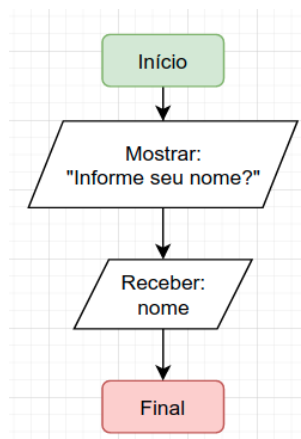 Início
Mostrar:
"Informe seu nome?"
Receber:
nome
Final